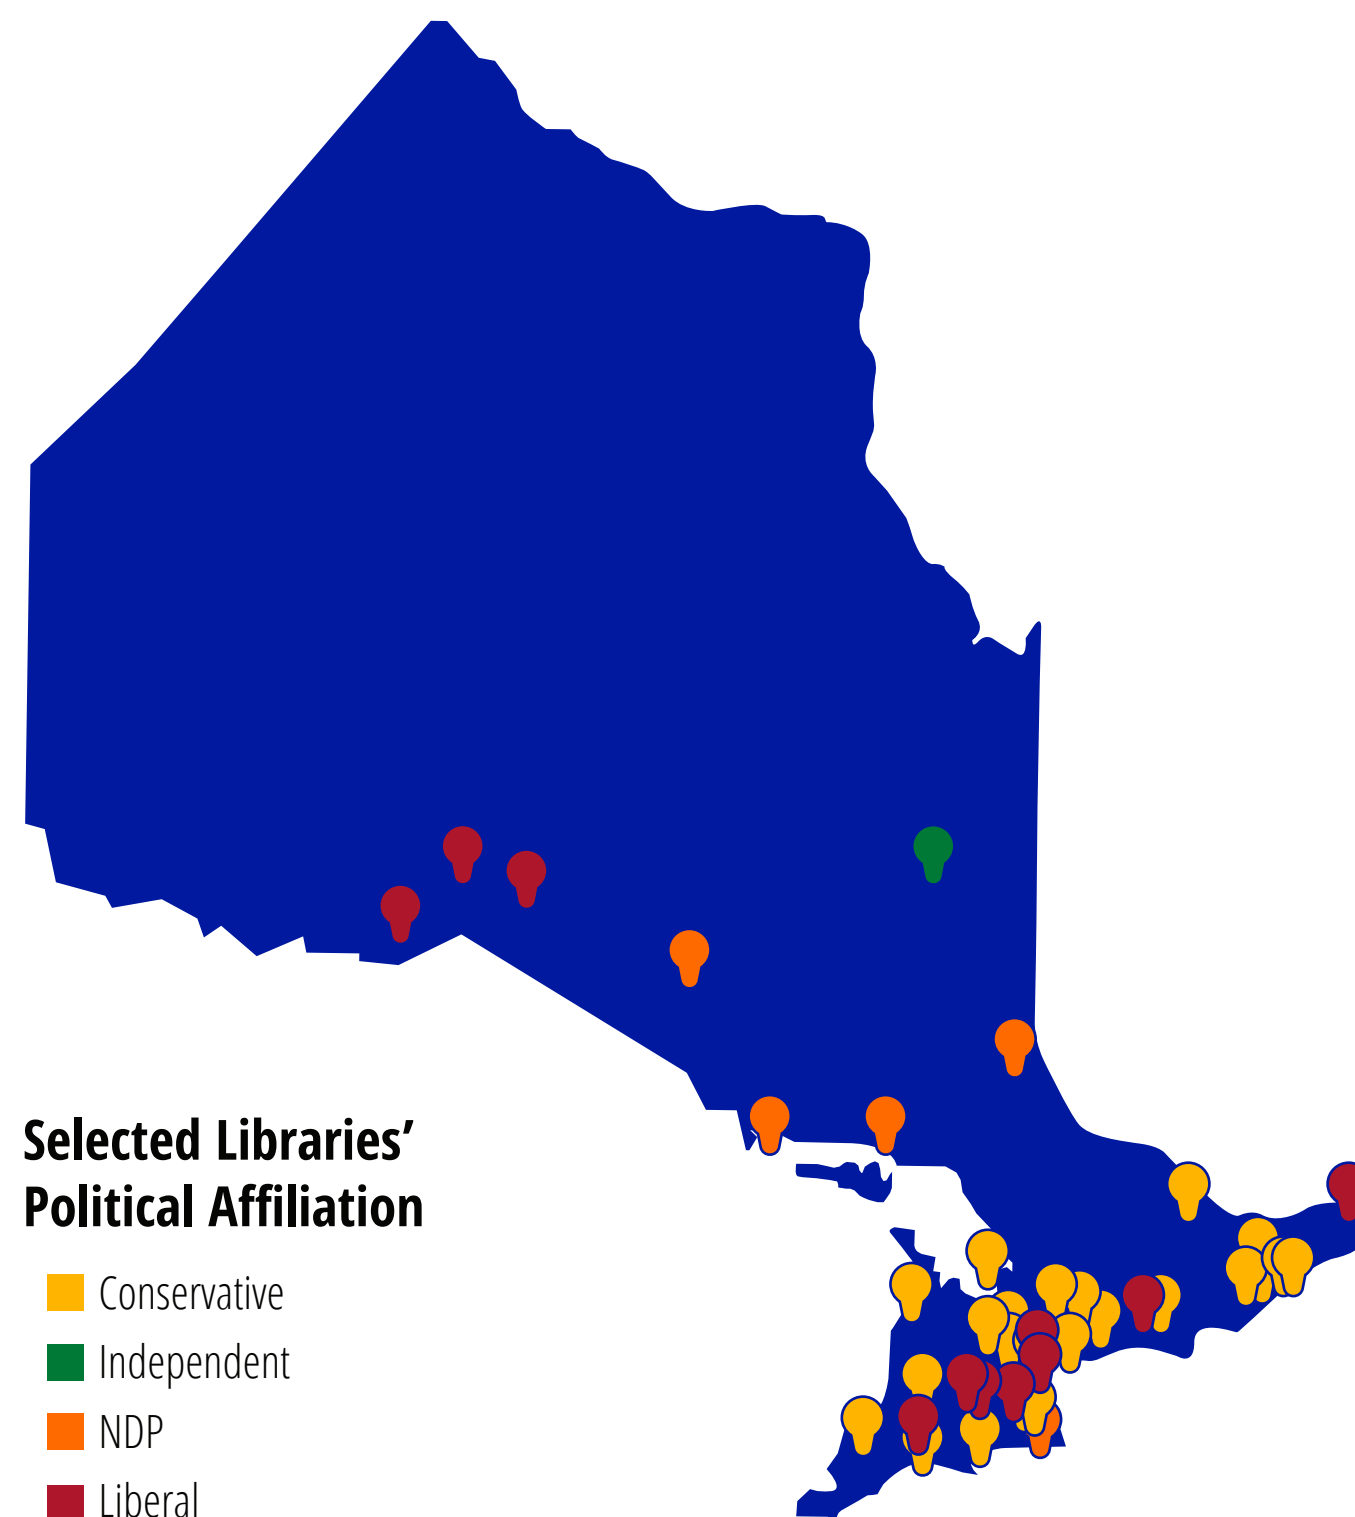 Selected Libraries’
Political Affiliation
Conservative
Independent
NDP
Liberal